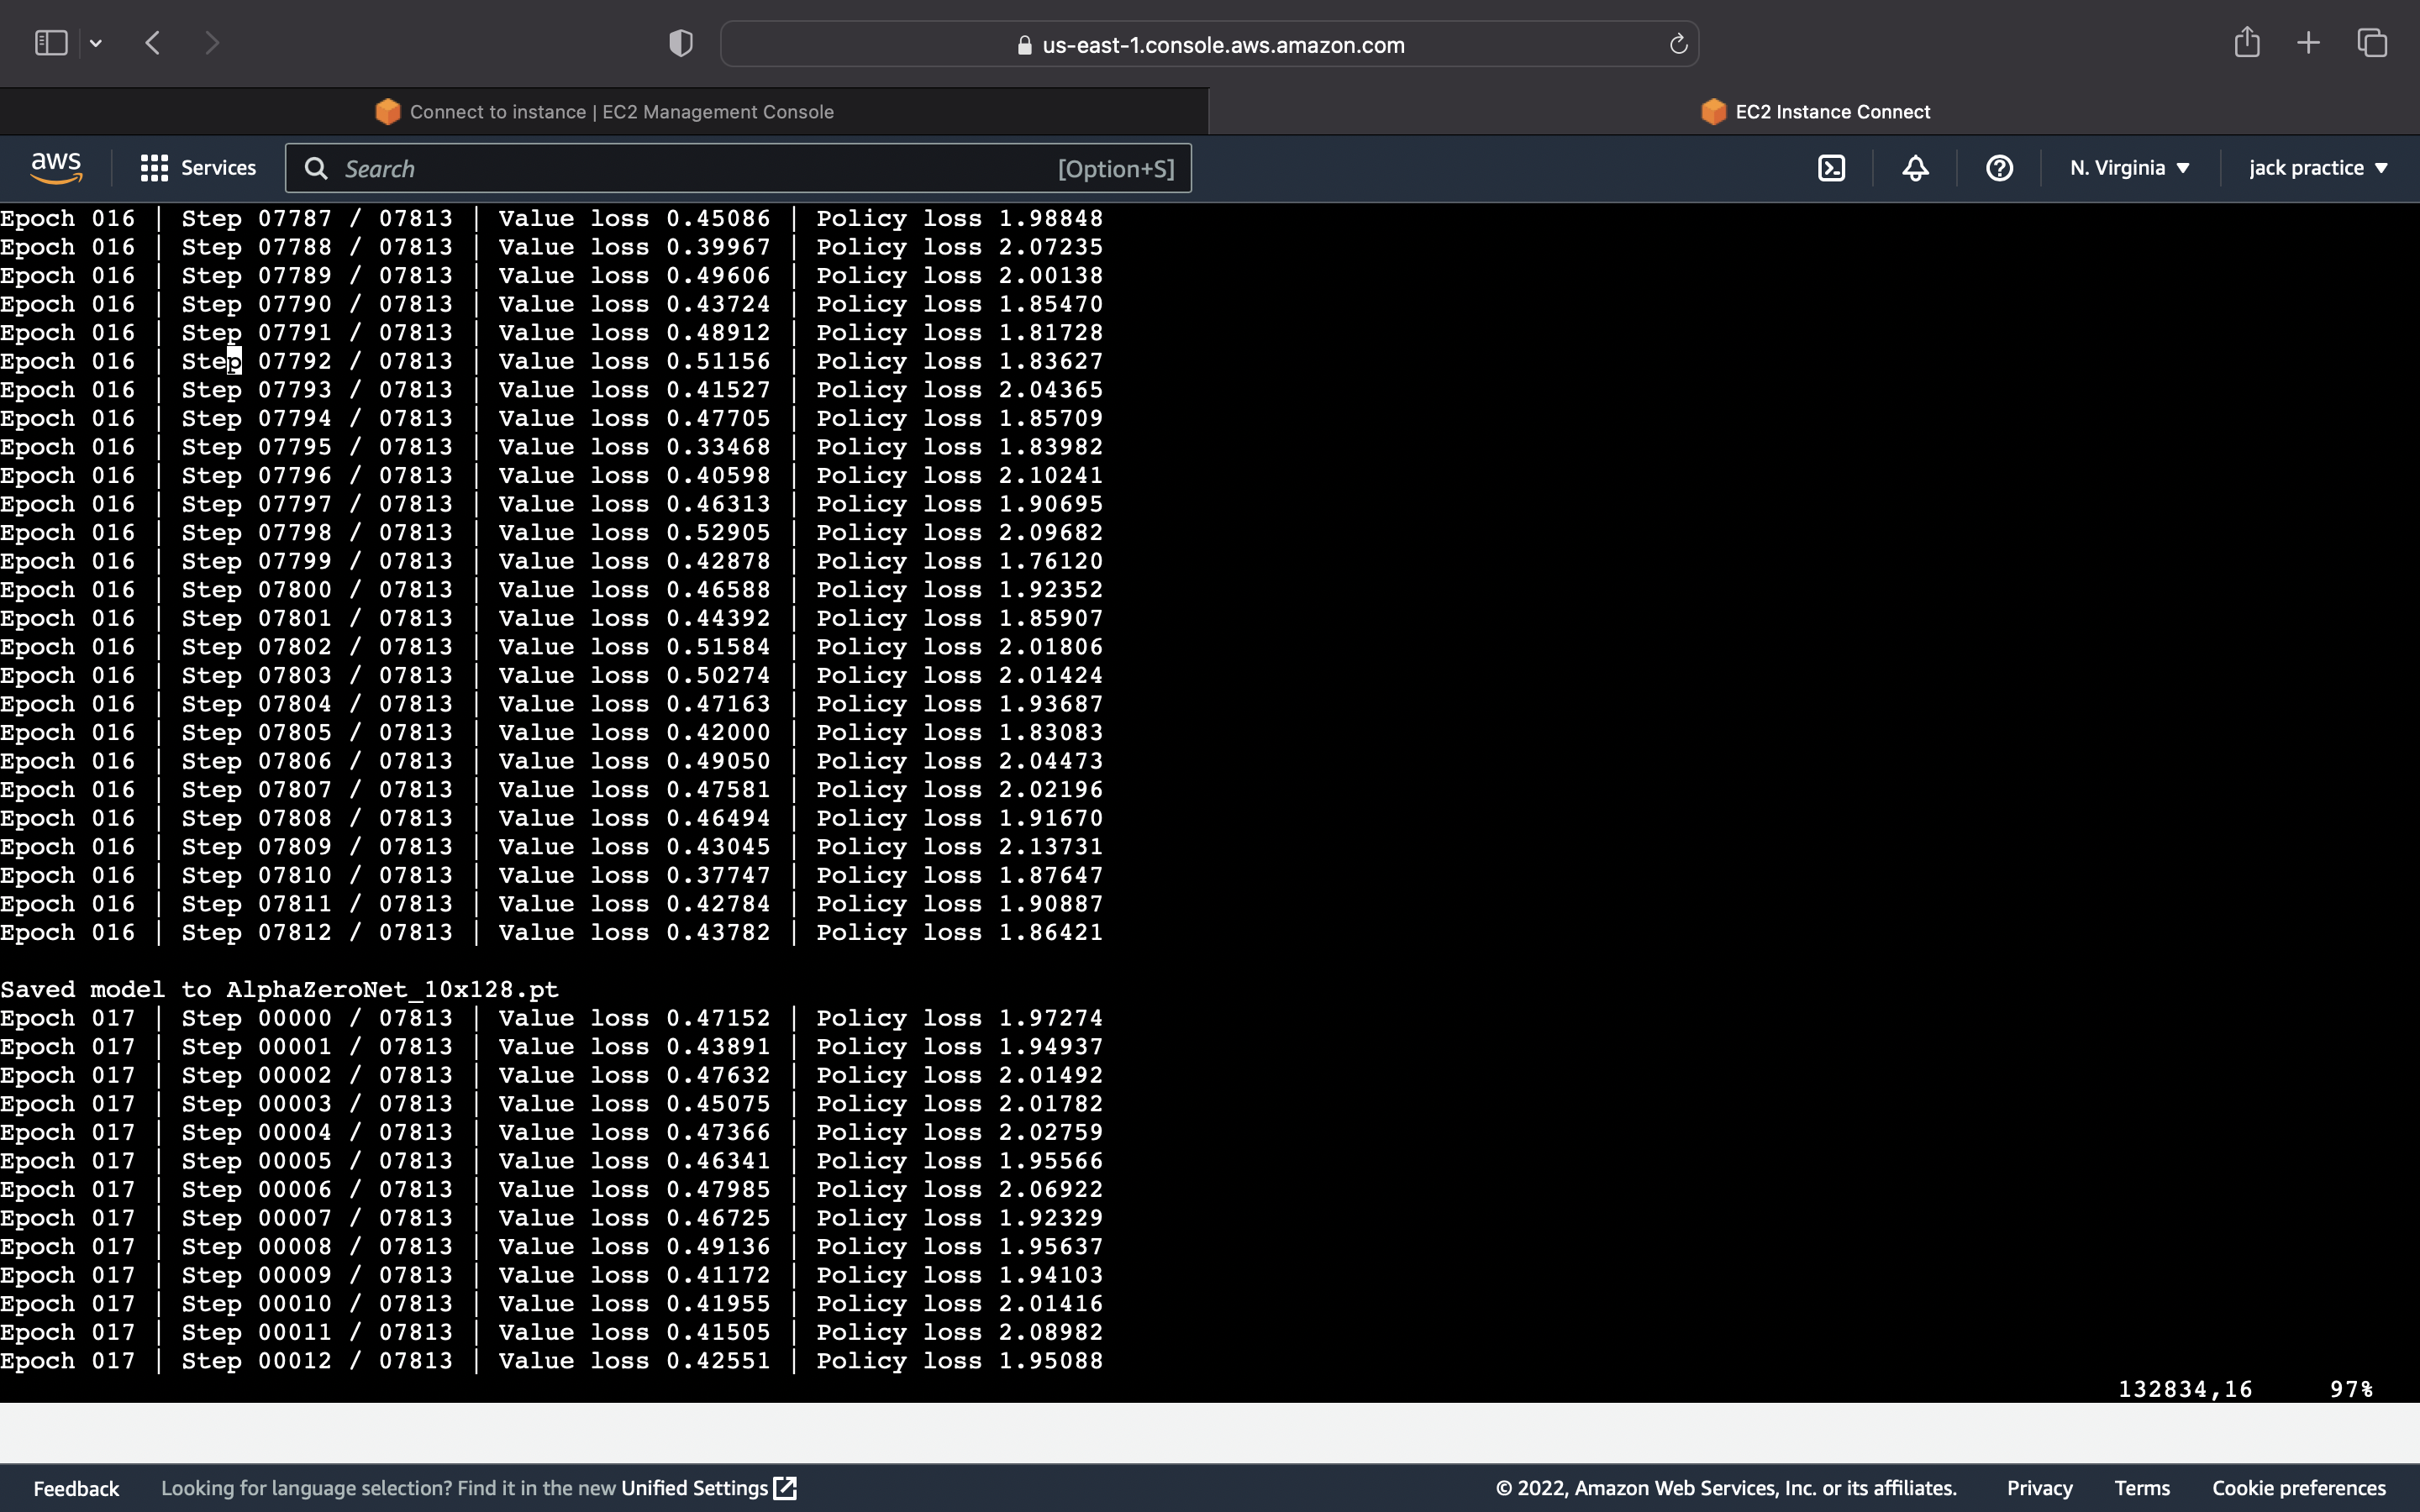 us-east-1.console.aws.amazon.com
Connect to instance | EC2 Management Console
EC2 Instance Connect
aws
Services
Search
[Option+S]
N. Virginia
jack practice
Epoch 016 | Step 07787 / 07813 | Value loss 0.45086 | Policy loss 1.98848
Epoch 016 | Step 07788 / 07813 | Value loss 0.39967 | Policy loss 2.07235
Epoch 016 | Step 07789 / 07813 | Value loss 0.49606 | Policy loss 2.00138
Epoch 016 | Step 07790 / 07813 | Value loss 0.43724 | Policy loss 1.85470
Epoch 016 | Step 07791 / 07813 | Value loss 0.48912 | Policy loss 1.81728
Epoch 016 | Step 07792 / 07813 | Value loss 0.51156 | Policy loss 1.83627
Epoch 016 | Step 07793 / 07813 | Value loss 0.41527 | Policy loss 2.04365
Epoch 016 | Step 07794 / 07813 | Value loss 0.47705 | Policy loss 1.85709
Epoch 016 | Step 07795 / 07813 | Value loss 0.33468 | Policy loss 1.83982
Epoch 016 | Step 07796 / 07813 | Value loss 0.40598 | Policy loss 2.10241
Epoch 016 | Step 07797 / 07813 | Value loss 0.46313 | Policy loss 1.90695
Epoch 016 | Step 07798 / 07813 | Value loss 0.52905 | Policy loss 2.09682
Epoch 016 | Step 07799 / 07813 | Value loss 0.42878 | Policy loss 1.76120
Epoch 016 | Step 07800 / 07813 | Value loss 0.46588 | Policy loss 1.92352
Epoch 016 | Step 07801 / 07813 | Value loss 0.44392 | Policy loss 1.85907
Epoch 016 | Step 07802 / 07813 | Value loss 0.51584 | Policy loss 2.01806
Epoch 016 | Step 07803 / 07813 | Value loss 0.50274 | Policy loss 2.01424
Epoch 016 | Step 07804 / 07813 | Value loss 0.47163 | Policy loss 1.93687
Epoch 016 | Step 07805 / 07813 | Value loss 0.42000 | Policy loss 1.83083
Epoch 016 | Step 07806 / 07813 | Value loss 0.49050 | Policy loss 2.04473
Epoch 016 | Step 07807 / 07813 | Value loss 0.47581 | Policy loss 2.02196
Epoch 016 | Step 07808 / 07813 | Value loss 0.46494 | Policy loss 1.91670
Epoch 016 | Step 07809 / 07813 | Value loss 0.43045 | Policy loss 2.13731
Epoch 016 | Step 07810 / 07813 | Value loss 0.37747 | Policy loss 1.87647
Epoch 016 | Step 07811 / 07813 | Value loss 0.42784 | Policy loss 1.90887
Epoch 016 | Step 07812 / 07813 | Value loss 0.43782 | Policy loss 1.86421
Saved model to AlphaZeroNet_10x128.pt
Epoch 017 | Step 00000 / 07813 | Value loss 0.47152 | Policy loss 1.97274
Epoch 017 | Step 00001 / 07813 | Value loss 0.43891 | Policy loss 1.94937
Epoch 017 | Step 00002 / 07813 | Value loss 0.47632 | Policy loss 2.01492
Epoch 017 | Step 00003 / 07813 | Value loss 0.45075 | Policy loss 2.01782
Epoch 017 | Step 00004 / 07813 | Value loss 0.47366 | Policy loss 2.02759
Epoch 017 | Step 00005 / 07813 | Value loss 0.46341 | Policy loss 1.95566
Epoch 017 | Step 00006 / 07813 | Value loss 0.47985 | Policy loss 2.06922
Epoch 017 | Step 00007 / 07813 | Value loss 0.46725 | Policy loss 1.92329
Epoch 017 | Step 00008 / 07813 | Value loss 0.49136 | Policy loss 1.95637
Epoch 017 | Step 00009 / 07813 | Value loss 0.41172 | Policy loss 1.94103
Epoch 017 | Step 00010 / 07813 | Value loss 0.41955 | Policy loss 2.01416
Epoch 017 | Step 00011 / 07813 | Value loss 0.41505 | Policy loss 2.08982
Epoch 017 | Step 00012 / 07813 | Value loss 0.42551 | Policy loss 1.95088
132834,16 97%
Feedback
Looking for language selection? Find it in the new Unified Settings
© 2022, Amazon Web Services, Inc. or its affiliates.
Privacy
Terms
Cookie preferences